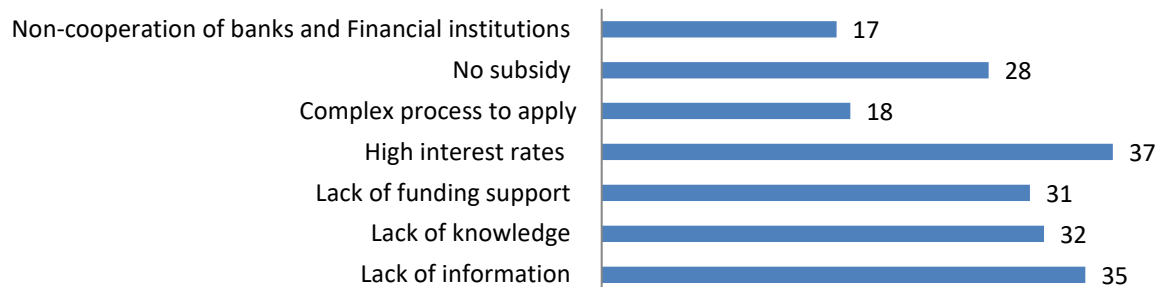 Non-cooperation of banks and Financial institutions 17
No subsidy 28
Complex process to apply 18
High interest rates 37
Lack of funding support 31
Lack of knowledge 32
Lack of information 35